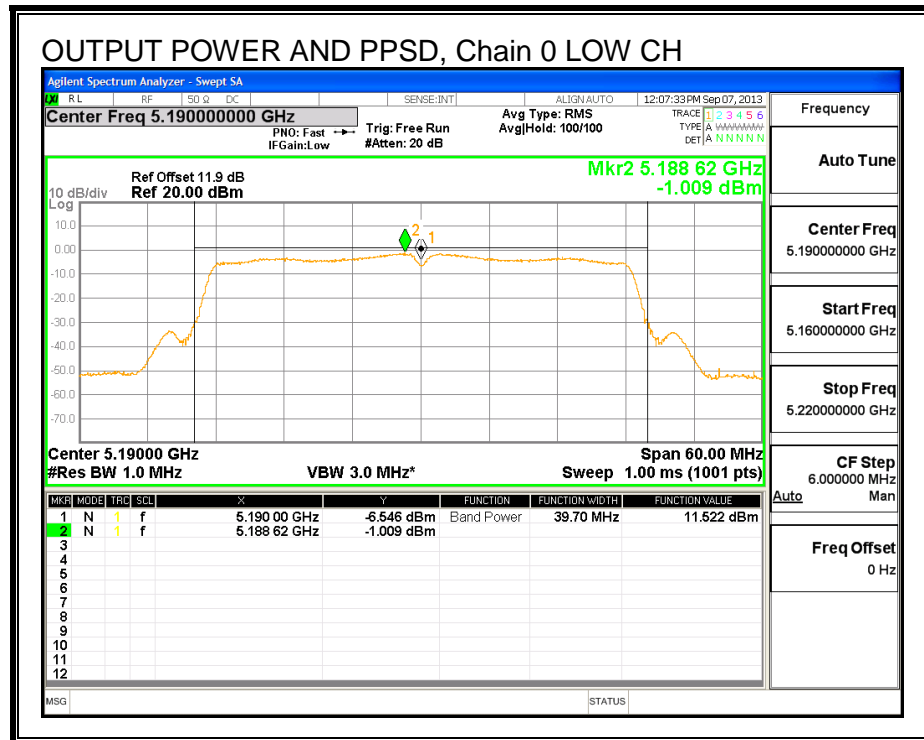 OUTPUT POWER AND PPSD, Chain 0 LOW CH
Agilent Spectrum Analyzer - Swept SA
LXI RL RF 50 Ω DC SENSE:INT ALIGN AUTO 12:07:33 PM Sep 07, 2013
Center Freq 5.190000000 GHz
PNO: Fast
IFGain:Low
Trig: Free Run
#Atten: 20 dB
Avg Type: RMS
Avg|Hold: 100/100
TRACE 1 2 3 4 5 6
TYPE A WWWWW
DET A N N N N N
Frequency
Auto Tune
Center Freq
5.190000000 GHz
Start Freq
5.160000000 GHz
Stop Freq
5.220000000 GHz
CF Step
6.000000 MHz
Auto Man
Freq Offset
0 Hz
Mkr2 5.188 62 GHz
-1.009 dBm
Ref Offset 11.9 dB
10 dB/div Ref 20.00 dBm
Log
10.0
0.00
-10.0
-20.0
-30.0
-40.0
-50.0
-60.0
-70.0
2 1
Center 5.19000 GHz Span 60.00 MHz
#Res BW 1.0 MHz VBW 3.0 MHz* Sweep 1.00 ms (1001 pts)
MKR MODE TRC SCL X Y FUNCTION FUNCTION WIDTH FUNCTION VALUE
1 N 1 f 5.190 00 GHz -6.546 dBm Band Power 39.70 MHz 11.522 dBm
2 N 1 f 5.188 62 GHz -1.009 dBm
3
4
5
6
7
8
9
10
11
12
MSG STATUS